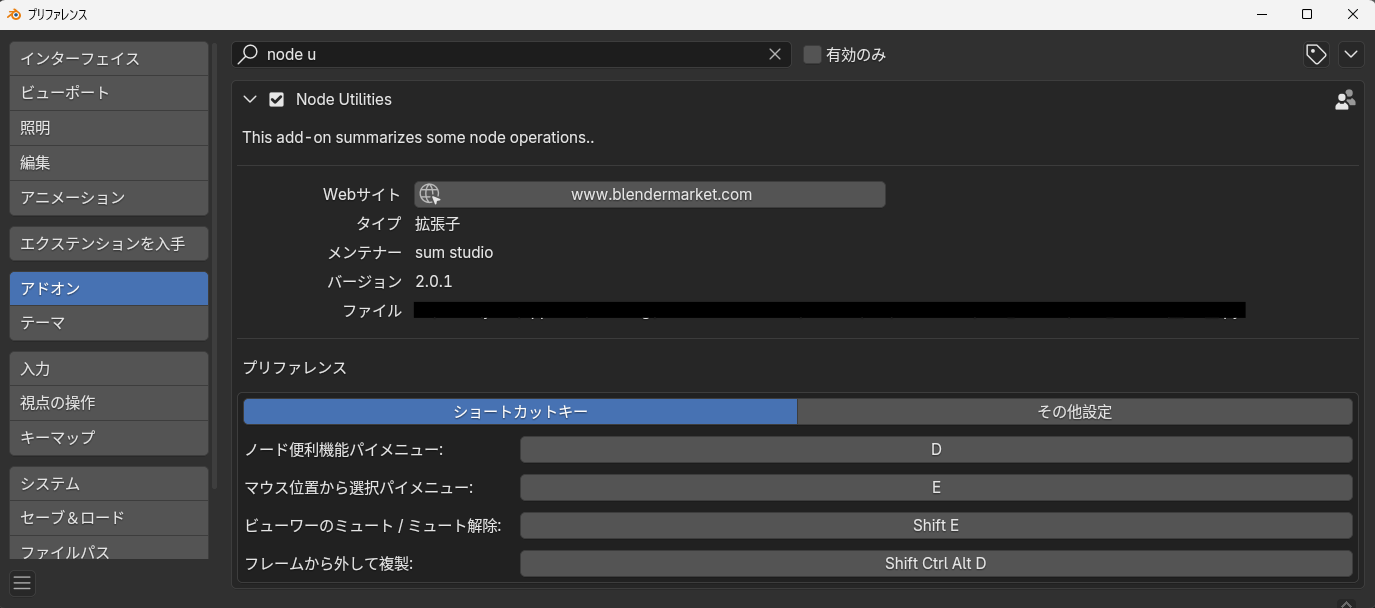 プリファレンス
インターフェイス
ビューポート
照明
編集
アニメーション
エクステンションを入手
アドオン
テーマ
入力
視点の操作
キーマップ
システム
セーブ＆ロード
ファイルパス
node u
有効のみ
Node Utilities
This add-on summarizes some node operations..
Webサイト www.blendermarket.com
タイプ 拡張子
メンテナー sum studio
バージョン 2.0.1
ファイル
プリファレンス
ショートカットキー その他設定
ノード便利機能パイメニュー: D
マウス位置から選択パイメニュー: E
ビューワーのミュート / ミュート解除: Shift E
フレームから外して複製: Shift Ctrl Alt D